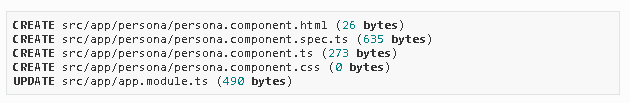 CREATE src/app/persona/persona.component.html (26 bytes)
CREATE src/app/persona/persona.component.spec.ts (635 bytes)
CREATE src/app/persona/persona.component.ts (273 bytes)
CREATE src/app/persona/persona.component.css (0 bytes)
UPDATE src/app/app.module.ts (490 bytes)